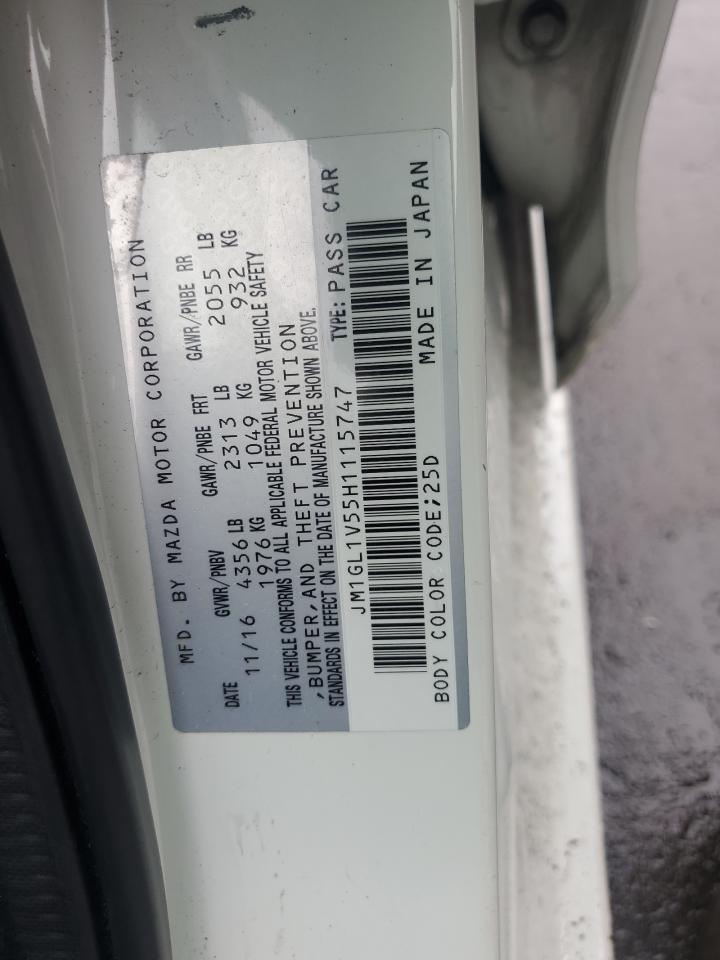 MFD. BY MAZDA MOTOR CORPORATION
DATE GVWR/PNBV GAWR/PNBE FRT GAWR/PNBE RR
11/16 4356 LB 2313 LB 2055 LB
1976 KG 1049 KG 932 KG
THIS VEHICLE CONFORMS TO ALL APPLICABLE FEDERAL MOTOR VEHICLE SAFETY
,BUMPER,AND THEFT PREVENTION
STANDARDS IN EFFECT ON THE DATE OF MANUFACTURE SHOWN ABOVE.
JM1GL1V55H1115747 TYPE: PASS CAR
BODY COLOR CODE;25D MADE IN JAPAN